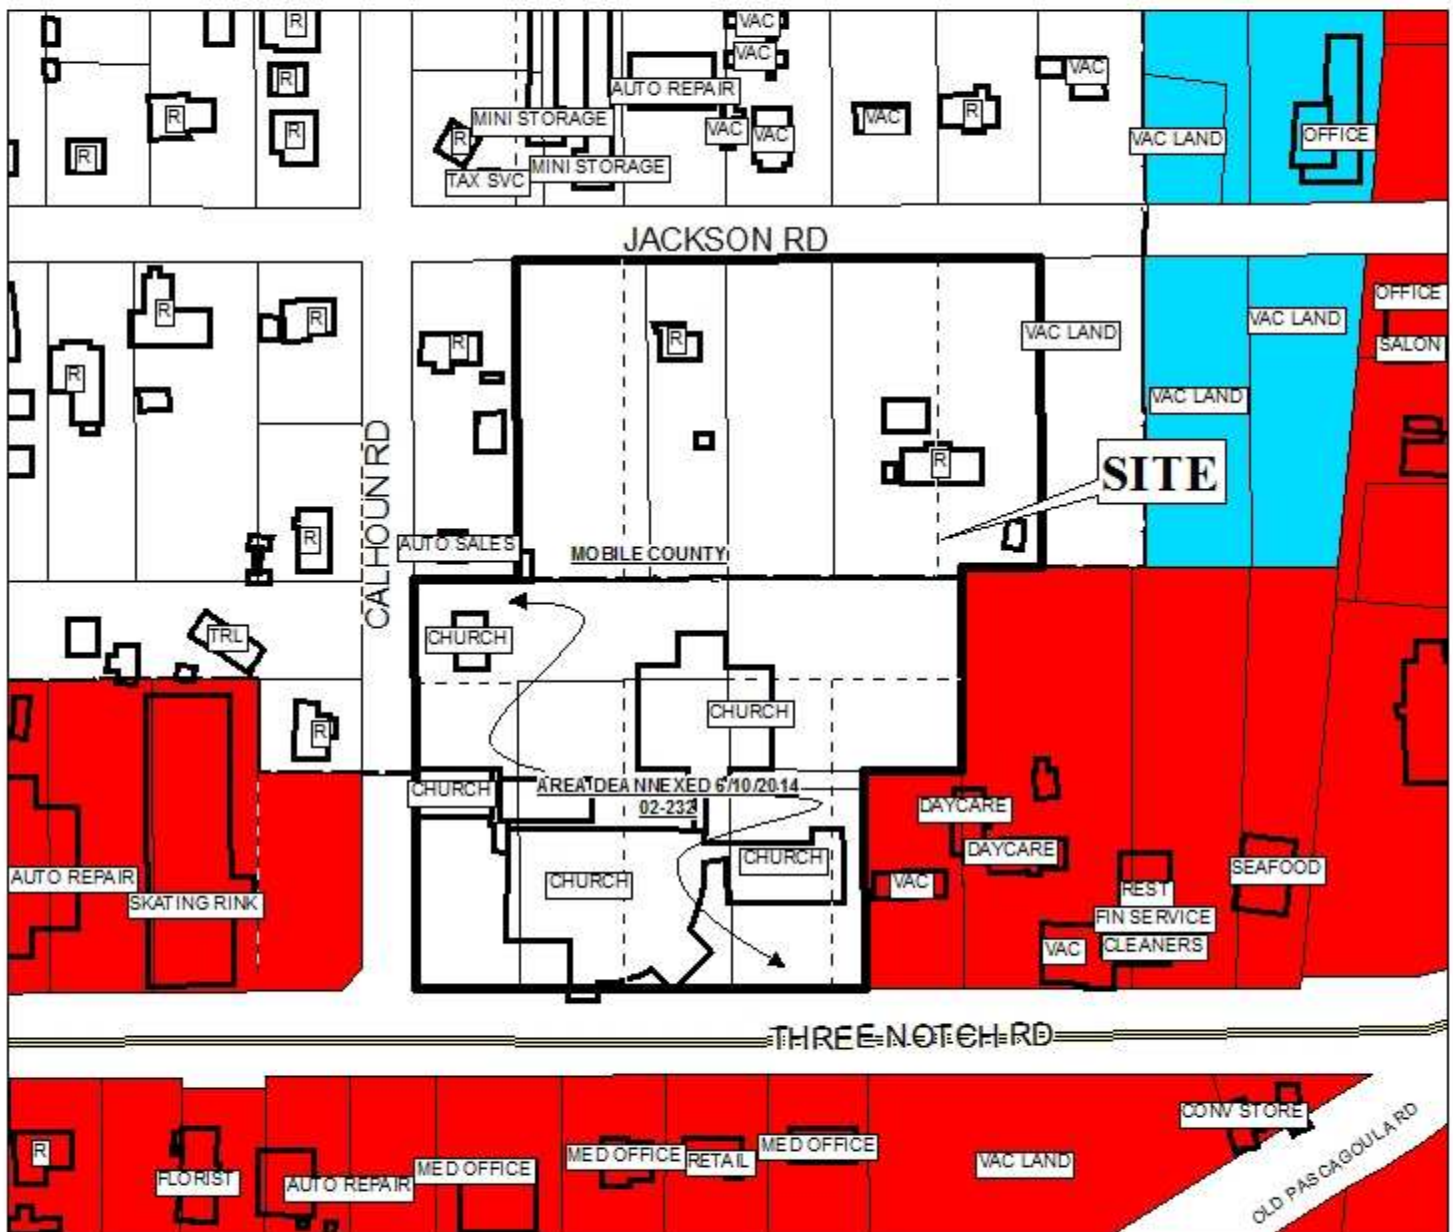 R
VAC
VAC
R
AUTO REPAIR
VAC
R
MINI STORAGE
VAC
R
R
R
VAC
VAC
VAC LAND
OFFICE
R
MINI STORAGE
TAX SVC
JACKSON RD
OFFICE
R
R
VAC LAND
VAC LAND
R
R
SALON
R
VAC LAND
CALHOUN RD
R
SITE
R
AUTO SALES
MOBILE COUNTY
TRL
CHURCH
CHURCH
R
CHURCH
AREA DEANNEXED 6/10/2014
02-232
DAYCARE
DAYCARE
CHURCH
SEAFOOD
AUTO REPAIR
CHURCH
VAC
REST
SKATING RINK
FIN SERVICE
VAC
CLEANERS
THREE NOTCH RD
CONV STORE
R
MED OFFICE
MED OFFICE
RETAIL
VAC LAND
MED OFFICE
FLORIST
AUTO REPAIR
OLD PASCAGOULA RD